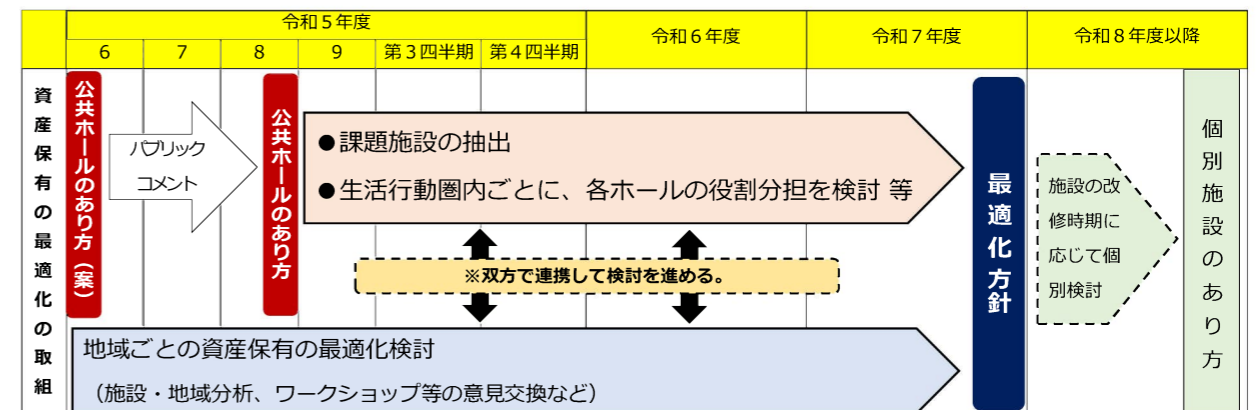 令和５年度
令和６年度
令和７年度
令和８年度以降
６
７
８
９
第３四半期
第４四半期
資産保有の最適化の取組
公共ホールのあり方（案）
パブリック
コメント
公共ホールのあり方
●課題施設の抽出
●生活行動圏内ごとに、各ホールの役割分担を検討 等
※双方で連携して検討を進める。
地域ごとの資産保有の最適化検討
（施設・地域分析、ワークショップ等の意見交換など）
最適化方針
施設の改
修時期に
応じて個
別検討
個別施設のあり方